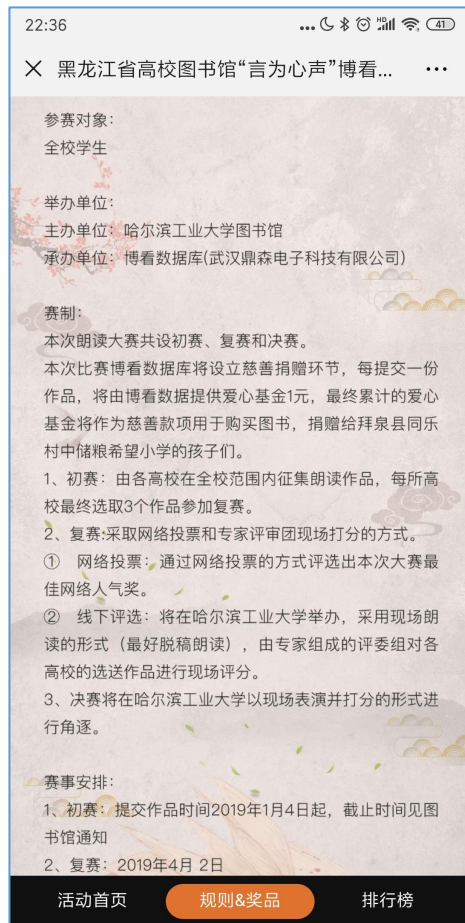 22:36
41
黑龙江省高校图书馆“言为心声”博看...
参赛对象：
全校学生
举办单位：
主办单位：哈尔滨工业大学图书馆
承办单位：博看数据库(武汉鼎森电子科技有限公司)
赛制：
本次朗读大赛共设初赛、复赛和决赛。
本次比赛博看数据库将设立慈善捐赠环节，每提交一份
作品，将由博看数据提供爱心基金1元，最终累计的爱心
基金将作为慈善款项用于购买图书，捐赠给拜泉县同乐
村中储粮希望小学的孩子们。
1、初赛：由各高校在全校范围内征集朗读作品，每所高
校最终选取3个作品参加复赛。
2、复赛:采取网络投票和专家评审团现场打分的方式。
① 网络投票：通过网络投票的方式评选出本次大赛最
佳网络人气奖。
② 线下评选：将在哈尔滨工业大学举办，采用现场朗
读的形式（最好脱稿朗读），由专家组成的评委组对各
高校的选送作品进行现场评分。
3、决赛将在哈尔滨工业大学以现场表演并打分的形式进
行角逐。
赛事安排：
1、初赛：提交作品时间2019年1月4日起，截止时间见图
书馆通知
2、复赛：2019年4月 2日
活动首页 规则&奖品 排行榜